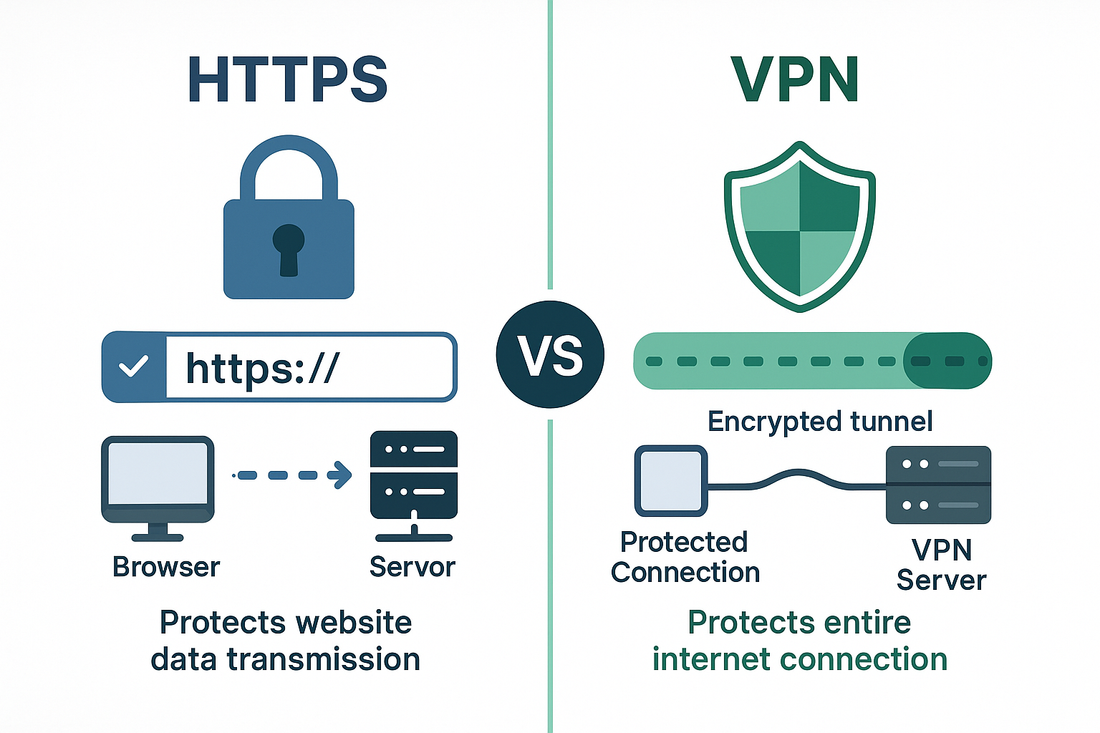 HTTPS
https://
Browser
Servor
Protects website
data transmission
VS
VPN
Encrypted tunnel
Protected
Connection
VPN
Server
Protects entire
internet connection